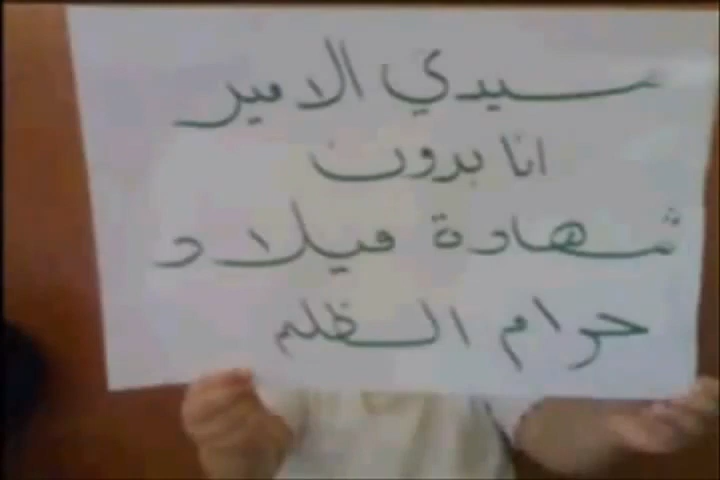 سيدي الامير
انا بدون
شهادة ميلاد
حرام الظلم